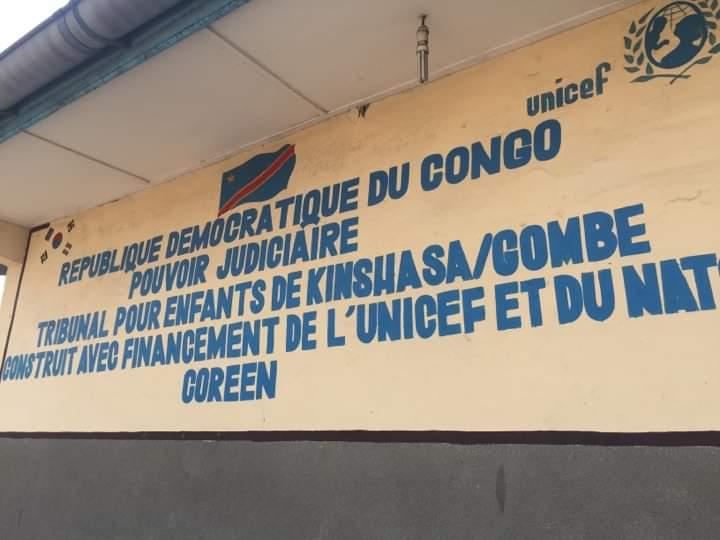 unicef
REPUBLIQUE DEMOCRATIQUE DU CONGO
POUVOIR JUDICIAIRE
TRIBUNAL POUR ENFANTS DE KINSHASA/GOMBE
CONSTRUIT AVEC FINANCEMENT DE L'UNICEF ET DU NAT
COREEN